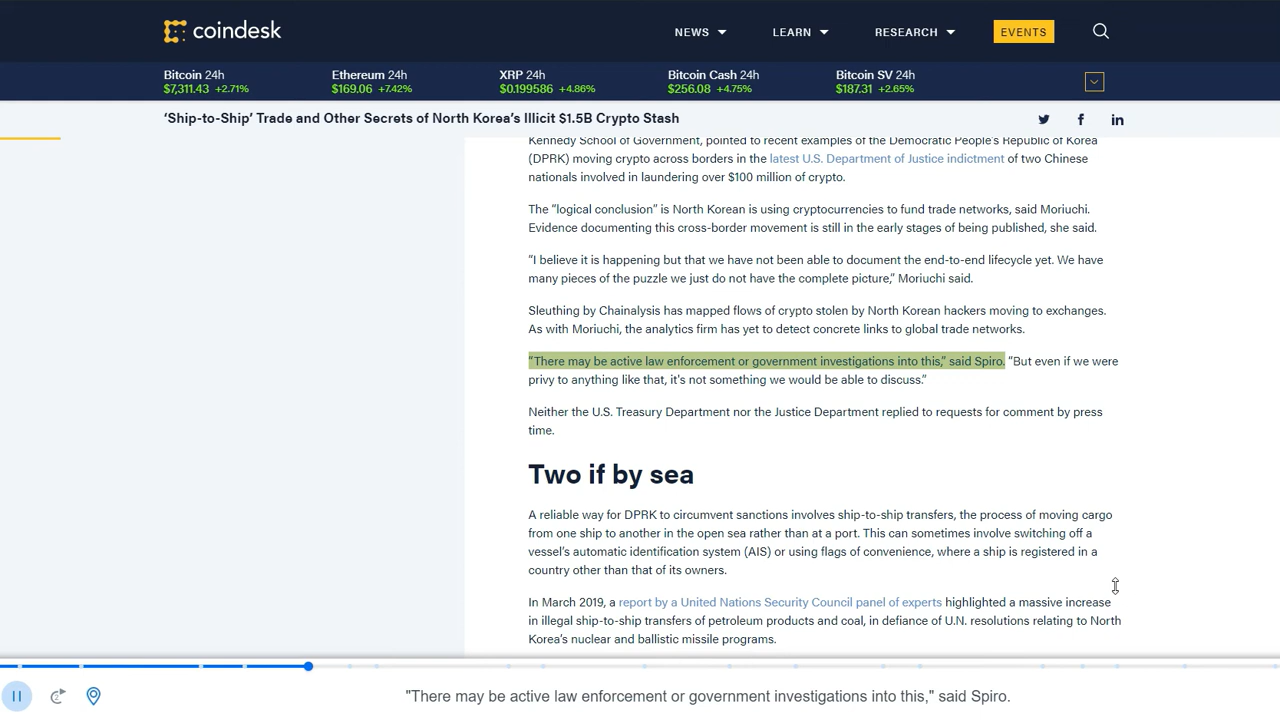 coindesk
NEWS
LEARN
RESEARCH
EVENTS
Bitcoin 24h
$7,311.43 +2.71%
Ethereum 24h
$169.06 +7.42%
XRP 24h
$0.199586 +4.86%
Bitcoin Cash 24h
$256.08 +4.75%
Bitcoin SV 24h
$187.31 +2.65%
‘Ship-to-Ship’ Trade and Other Secrets of North Korea’s Illicit $1.5B Crypto Stash
Kennedy School of Government, pointed to recent examples of the Democratic People’s Republic of Korea
(DPRK) moving crypto across borders in the latest U.S. Department of Justice indictment of two Chinese
nationals involved in laundering over $100 million of crypto.
The “logical conclusion” is North Korean is using cryptocurrencies to fund trade networks, said Moriuchi.
Evidence documenting this cross-border movement is still in the early stages of being published, she said.
“I believe it is happening but that we have not been able to document the end-to-end lifecycle yet. We have
many pieces of the puzzle we just do not have the complete picture,” Moriuchi said.
Sleuthing by Chainalysis has mapped flows of crypto stolen by North Korean hackers moving to exchanges.
As with Moriuchi, the analytics firm has yet to detect concrete links to global trade networks.
“There may be active law enforcement or government investigations into this,” said Spiro. “But even if we were
privy to anything like that, it's not something we would be able to discuss.”
Neither the U.S. Treasury Department nor the Justice Department replied to requests for comment by press
time.
Two if by sea
A reliable way for DPRK to circumvent sanctions involves ship-to-ship transfers, the process of moving cargo
from one ship to another in the open sea rather than at a port. This can sometimes involve switching off a
vessel’s automatic identification system (AIS) or using flags of convenience, where a ship is registered in a
country other than that of its owners.
In March 2019, a report by a United Nations Security Council panel of experts highlighted a massive increase
in illegal ship-to-ship transfers of petroleum products and coal, in defiance of U.N. resolutions relating to North
Korea’s nuclear and ballistic missile programs.
"There may be active law enforcement or government investigations into this," said Spiro.